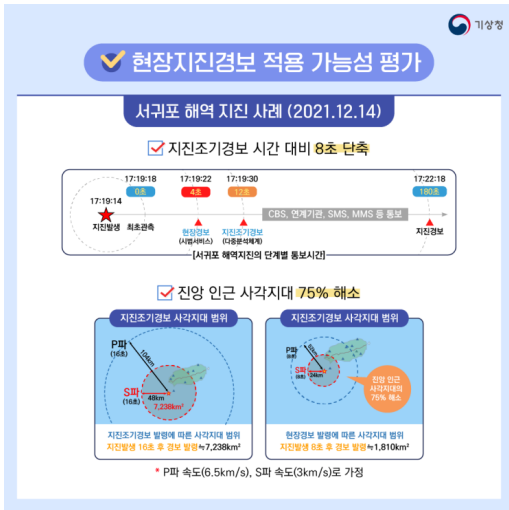 기상청
현장지진경보 적용 가능성 평가
서귀포 해역 지진 사례 (2021.12.14)
지진조기경보 시간 대비 8초 단축
17:19:18
17:19:22
17:19:30
17:22:18
0초
4초
12초
180초
17:19:14
CBS, 연계기관, SMS, MMS 등 통보
지진발생
최초관측
현장경보
(시범서비스)
지진조기경보
(다중분석체계)
지진경보
[서귀포 해역지진의 단계별 통보시간]
진앙 인근 사각지대 75% 해소
지진조기경보 사각지대 범위
P파
(16초)
104km
S파
(16초)
48km
7,238km²
지진조기경보 발령에 따른 사각지대 범위
지진발생 16초 후 경보 발령≒7,238km²
지진조기경보 사각지대 범위
P파
(8초)
S파
(8초)
24km
진앙 인근
사각지대의
75% 해소
현장경보 발령에 따른 사각지대 범위
지진발생 8초 후 경보 발령≒1,810km²
* P파 속도(6.5km/s), S파 속도(3km/s)로 가정